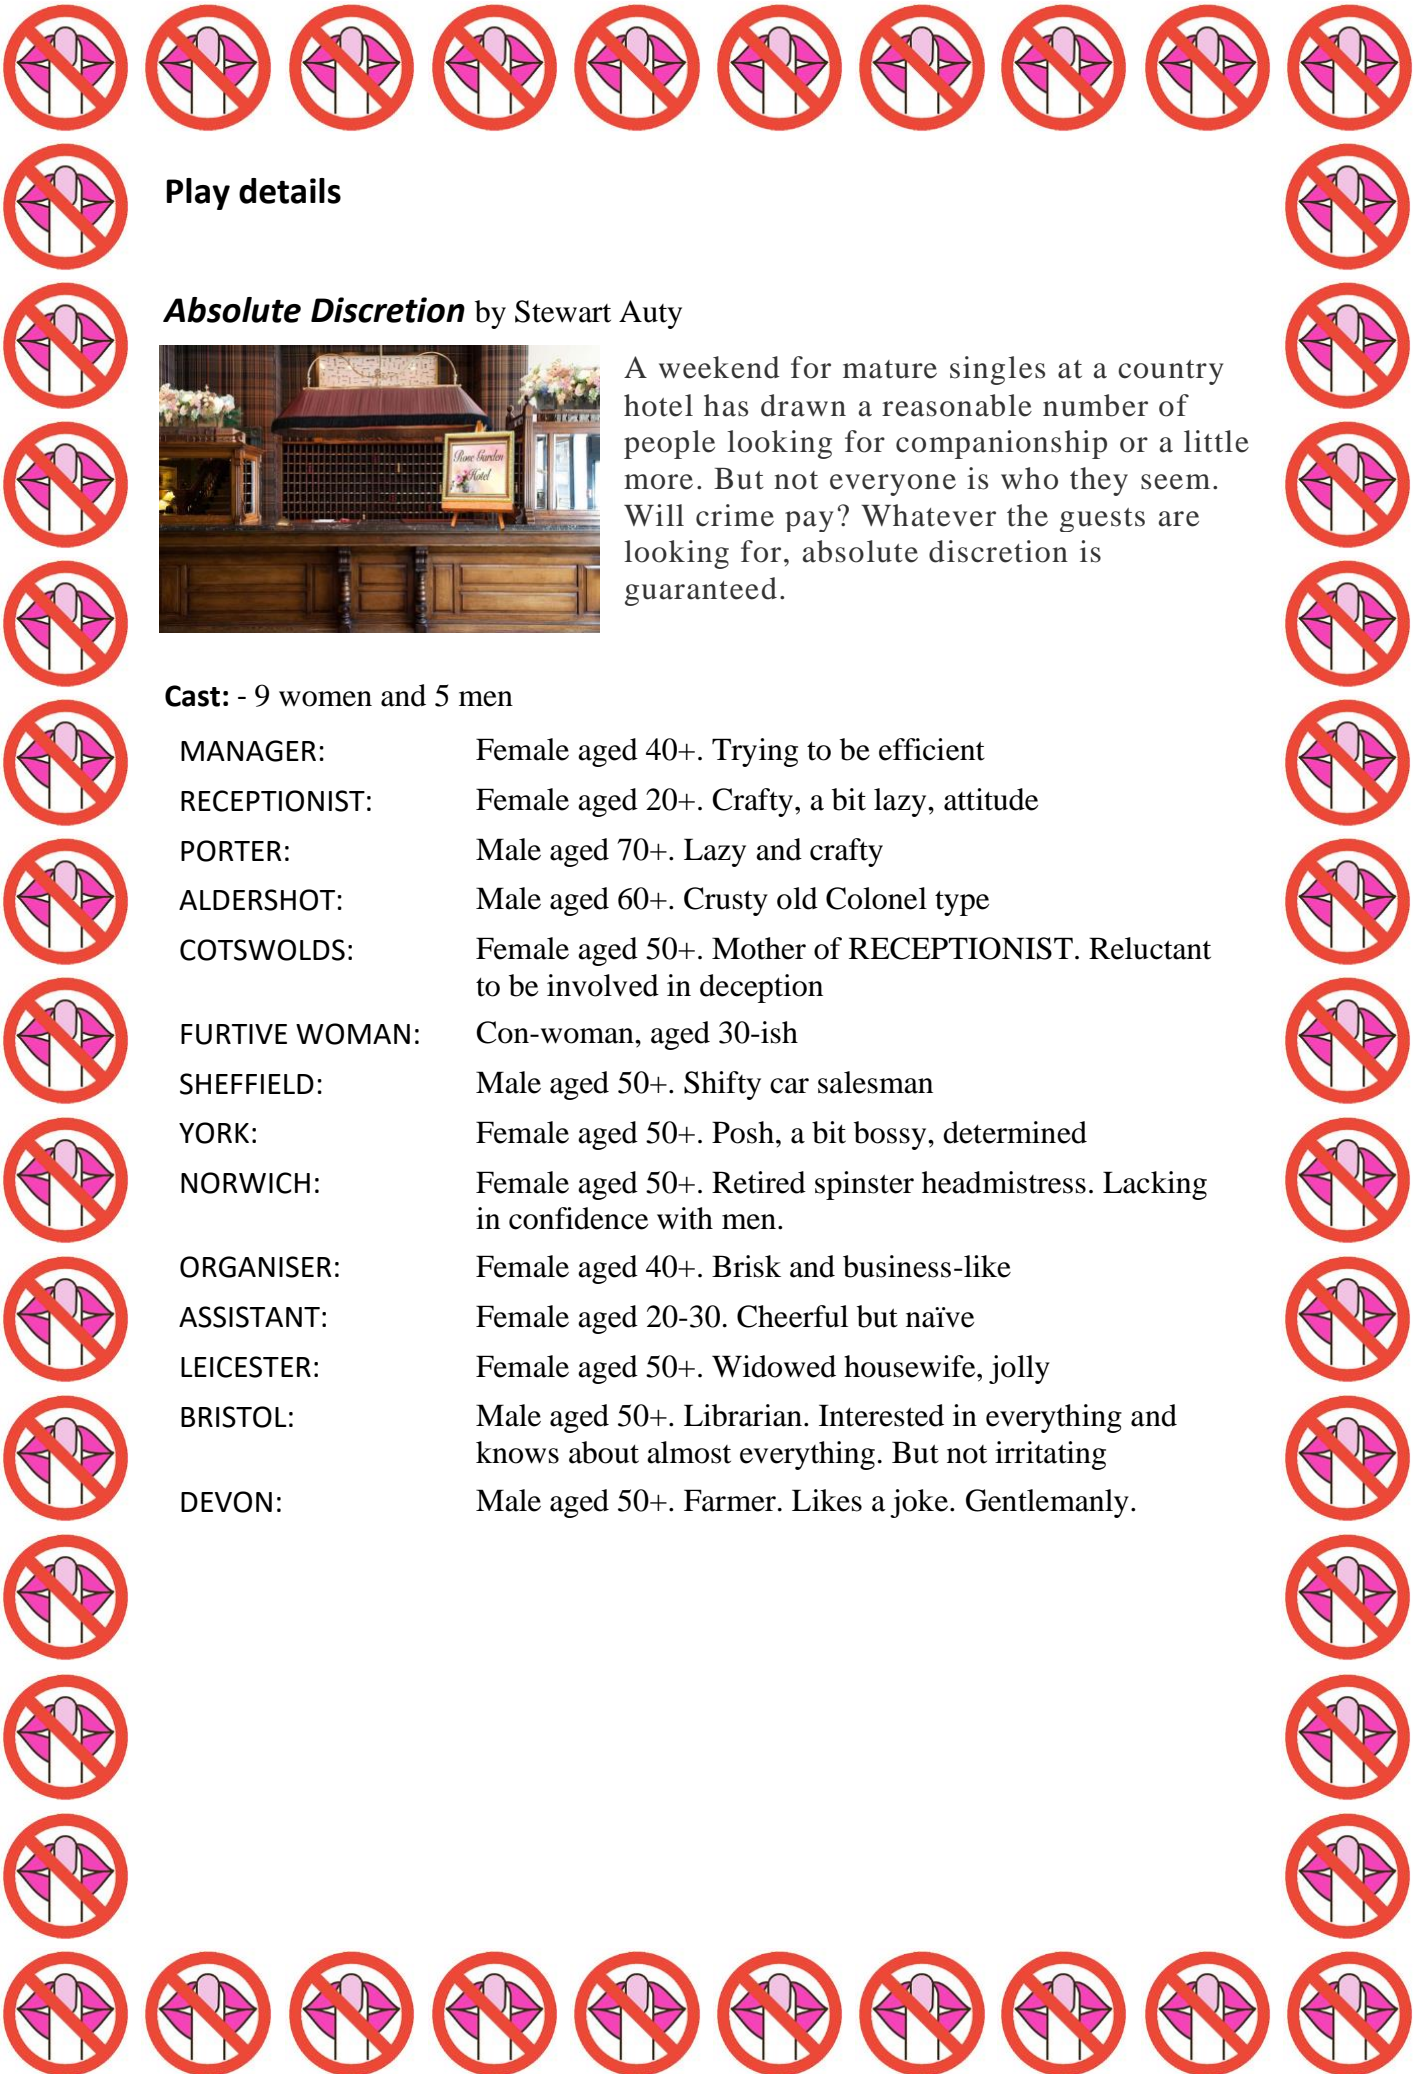 Play details
Absolute Discretion by Stewart Auty
Rose Garden
Hotel
A weekend for mature singles at a country
hotel has drawn a reasonable number of
people looking for companionship or a little
more. But not everyone is who they seem.
Will crime pay? Whatever the guests are
looking for, absolute discretion is
guaranteed.
Cast: - 9 women and 5 men
MANAGER: Female aged 40+. Trying to be efficient
RECEPTIONIST: Female aged 20+. Crafty, a bit lazy, attitude
PORTER: Male aged 70+. Lazy and crafty
ALDERSHOT: Male aged 60+. Crusty old Colonel type
COTSWOLDS: Female aged 50+. Mother of RECEPTIONIST. Reluctant
to be involved in deception
FURTIVE WOMAN: Con-woman, aged 30-ish
SHEFFIELD: Male aged 50+. Shifty car salesman
YORK: Female aged 50+. Posh, a bit bossy, determined
NORWICH: Female aged 50+. Retired spinster headmistress. Lacking
in confidence with men.
ORGANISER: Female aged 40+. Brisk and business-like
ASSISTANT: Female aged 20-30. Cheerful but naïve
LEICESTER: Female aged 50+. Widowed housewife, jolly
BRISTOL: Male aged 50+. Librarian. Interested in everything and
knows about almost everything. But not irritating
DEVON: Male aged 50+. Farmer. Likes a joke. Gentlemanly.